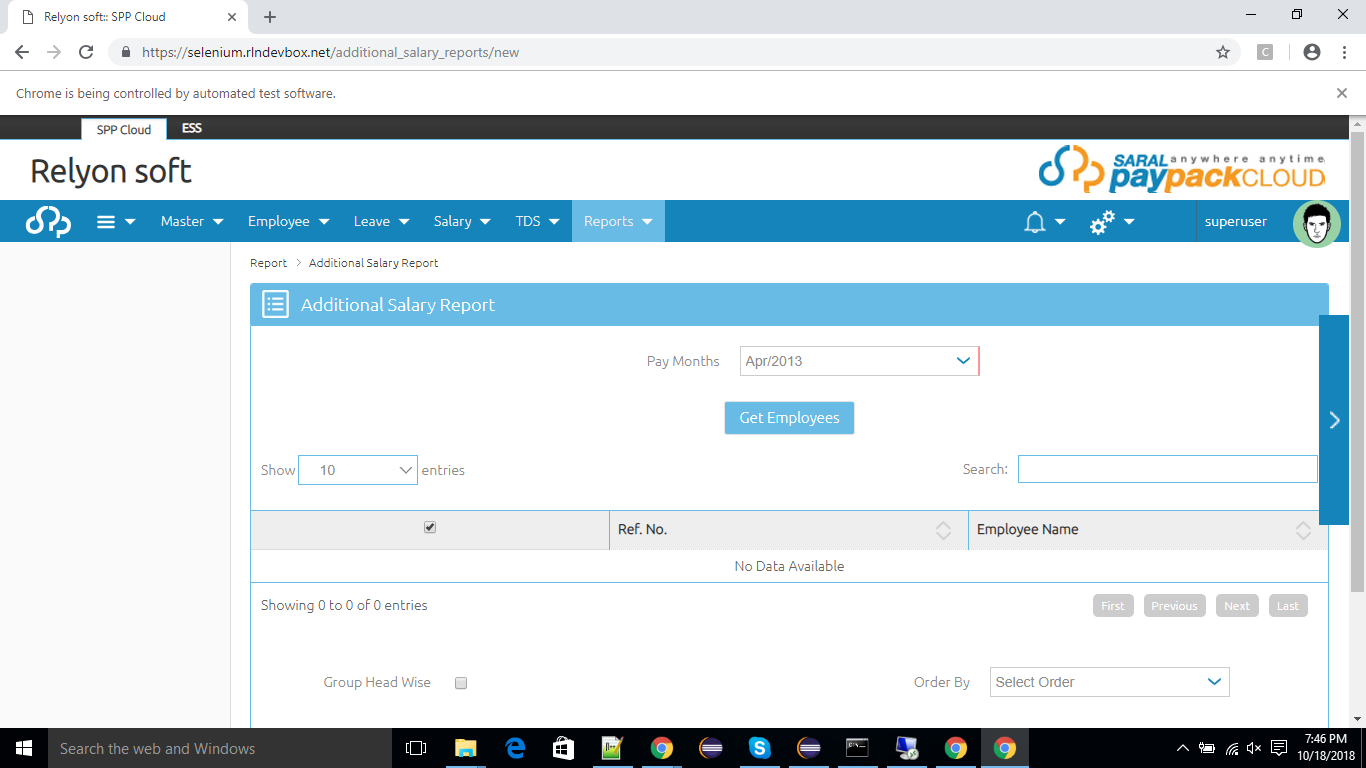 Relyon soft:: SPP Cloud
https://selenium.rlndevbox.net/additional_salary_reports/new
C
Chrome is being controlled by automated test software.
SPP Cloud ESS
Relyon soft
SARAL anywhere anytime
paypackCLOUD
Master Employee Leave Salary TDS Reports superuser
Report > Additional Salary Report
Additional Salary Report
Pay Months Apr/2013
Get Employees
Show 10 entries Search:
Ref. No. Employee Name
No Data Available
Showing 0 to 0 of 0 entries First Previous Next Last
Group Head Wise Order By Select Order
Search the web and Windows
7:46 PM
10/18/2018